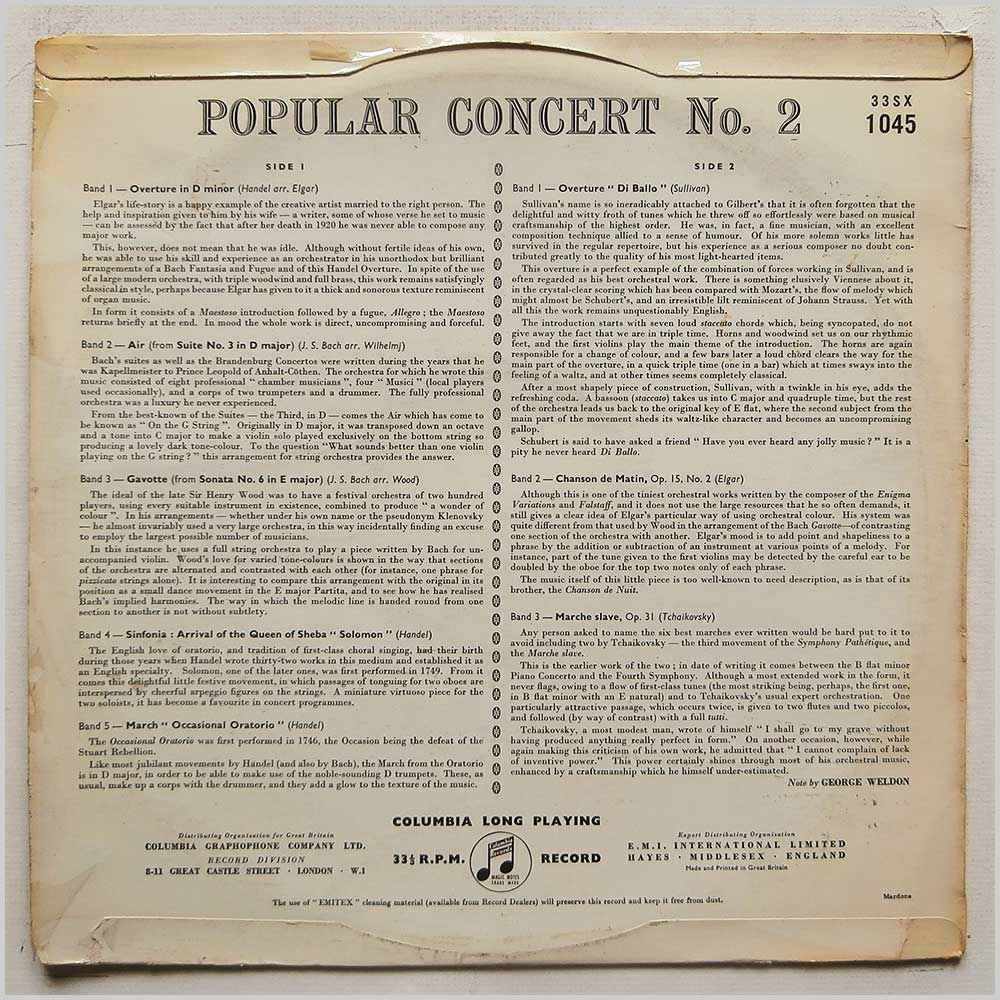 POPULAR CONCERT No. 2
33SX
1045
SIDE 1
Band 1 — Overture in D minor (Handel arr. Elgar)
Elgar's life-story is a happy example of the creative artist married to the right person. The
help and inspiration given to him by his wife — a writer, some of whose verse he set to music
— can be assessed by the fact that after her death in 1920 he was never able to compose any
major work.
This, however, does not mean that he was idle. Although without fertile ideas of his own,
he was able to use his skill and experience as an orchestrator in his unorthodox but brilliant
arrangements of a Bach Fantasia and Fugue and of this Handel Overture. In spite of the use
of a large modern orchestra, with triple woodwind and full brass, this work remains satisfyingly
classical in style, perhaps because Elgar has given to it a thick and sonorous texture reminiscent
of organ music.
In form it consists of a Maestoso introduction followed by a fugue, Allegro; the Maestoso
returns briefly at the end. In mood the whole work is direct, uncompromising and forceful.
Band 2 — Air (from Suite No. 3 in D major) (J. S. Bach arr. Wilhelmj)
Bach's suites as well as the Brandenburg Concertos were written during the years that he
was Kapellmeister to Prince Leopold of Anhalt-Cöthen. The orchestra for which he wrote this
music consisted of eight professional " chamber musicians ", four " Music " (local players
used occasionally), and a corps of two trumpeters and a drummer. The fully professional
orchestra was a luxury he never experienced.
From the best-known of the Suites — the Third, in D — comes the Air which has come to
be known as " On the G String ". Originally in D major, it was transposed down an octave
and a tone into C major to make a violin solo played exclusively on the bottom string so
producing a lovely dark tone-colour. To the question "What sounds better than one violin
playing on the G string ? " this arrangement for string orchestra provides the answer.
Band 3 — Gavotte (from Sonata No. 6 in E major) (J. S. Bach arr. Wood)
The ideal of the late Sir Henry Wood was to have a festival orchestra of two hundred
players, using every suitable instrument in existence, combined to produce " a wonder of
colour ". In his arrangements — whether under his own name or the pseudonym Klenovsky
— he almost invariably used a very large orchestra, in this way incidentally finding an excuse
to employ the largest possible number of musicians.
In this instance he uses a full string orchestra to play a piece written by Bach for un-
accompanied violin. Wood's love for varied tone-colours is shown in the way that sections
of the orchestra are alternated and contrasted with each other (for instance, one phrase for
pizzicato strings alone). It is interesting to compare this arrangement with the original in its
position as a small dance movement in the E major Partita, and to see how he has realised
Bach's implied harmonies. The way in which the melodic line is handed round from one
section to another is not without subtlety.
Band 4 — Sinfonia : Arrival of the Queen of Sheba " Solomon " (Handel)
The English love of oratorio, and tradition of first-class choral singing, had their birth
during those years when Handel wrote thirty-two works in this medium and established it as
an English specialty. Solomon, one of the later ones, was first performed in 1749. From it
comes this delightful little festive movement, in which passages of tonguing for two oboes are
interspersed by cheerful arpeggio figures on the strings. A miniature virtuoso piece for the
two soloists, it has become a favourite in concert programmes.
Band 5 — March " Occasional Oratorio " (Handel)
The Occasional Oratorio was first performed in 1746, the Occasion being the defeat of the
Stuart Rebellion.
Like most jubilant movements by Handel (and also by Bach), the March from the Oratorio
is in D major, in order to be able to make use of the noble-sounding D trumpets. These, as
usual, make up a corps with the drummer, and they add a glow to the texture of the music.
SIDE 2
Band 1 — Overture " Di Ballo " (Sullivan)
Sullivan's name is so ineradicably attached to Gilbert's that it is often forgotten that the
delightful and witty froth of tunes which he threw off so effortlessly were based on musical
craftsmanship of the highest order. He was, in fact, a fine musician, with an excellent
composition technique allied to a sense of humour. Of his more solemn works little has
survived in the regular repertoire, but his experience as a serious composer no doubt con-
tributed greatly to the quality of his most light-hearted items.
This overture is a perfect example of the combination of forces working in Sullivan, and is
often regarded as his best orchestral work. There is something elusively Viennese about it,
in the crystal-clear scoring which has been compared with Mozart's, the flow of melody which
might almost be Schubert's, and an irresistible lilt reminiscent of Johann Strauss. Yet with
all this the work remains unquestionably English.
The introduction starts with seven loud staccato chords which, being syncopated, do not
give away the fact that we are in triple time. Horns and woodwind set us on our rhythmic
feet, and the first violins play the main theme of the introduction. The horns are again
responsible for a change of colour, and a few bars later a loud chord clears the way for the
main part of the overture, in a quick triple time (one in a bar) which at times sways into the
feeling of a waltz, and at other times seems completely classical.
After a most shapely piece of construction, Sullivan, with a twinkle in his eye, adds the
refreshing coda. A bassoon (staccato) takes us into C major and quadruple time, but the rest
of the orchestra leads us back to the original key of E flat, where the second subject from the
main part of the movement sheds its waltz-like character and becomes an uncompromising
gallop.
Schubert is said to have asked a friend " Have you ever heard any jolly music ? " It is a
pity he never heard Di Ballo.
Band 2 — Chanson de Matin, Op. 15, No. 2 (Elgar)
Although this is one of the tiniest orchestral works written by the composer of the Enigma
Variations and Falstaff, and it does not use the large resources that he so often demands, it
still gives a clear idea of Elgar's particular way of using orchestral colour. His system was
quite different from that used by Wood in the arrangement of the Bach Gavotte—of contrasting
one section of the orchestra with another. Elgar's mood is to add point and shapeliness to a
phrase by the addition or subtraction of an instrument at various points of a melody. For
instance, part of the tune given to the first violins may be detected by the careful ear to be
doubled by the oboe for the top two notes only of each phrase.
The music itself of this little piece is too well-known to need description, as is that of its
brother, the Chanson de Nuit.
Band 3 — Marche slave, Op. 31 (Tchaikovsky)
Any person asked to name the six best marches ever written would be hard put to it to
avoid including two by Tchaikovsky — the third movement of the Symphony Pathétique, and
the Marche slave.
This is the earlier work of the two ; in date of writing it comes between the B flat minor
Piano Concerto and the Fourth Symphony. Although a most extended work in the form, it
never flags, owing to a flow of first-class tunes (the most striking being, perhaps, the first one,
in B flat minor with an E natural) and to Tchaikovsky's usual expert orchestration. One
particularly attractive passage, which occurs twice, is given to two flutes and two piccolos,
and followed (by way of contrast) with a full tutti.
Tchaikovsky, a most modest man, wrote of himself " I shall go to my grave without
having produced anything really perfect in form." On another occasion, however, while
again making this criticism of his own work, he admitted that " I cannot complain of lack
of inventive power." This power certainly shines through most of his orchestral music,
enhanced by a craftsmanship which he himself under-estimated.
Note by GEORGE WELDON
COLUMBIA LONG PLAYING
33⅓ R.P.M.
Columbia Records
MAGIC NOTES
TRADE MARK
RECORD
Distributing Organisation for Great Britain
COLUMBIA GRAPHOPHONE COMPANY LTD.
RECORD DIVISION
8-11 GREAT CASTLE STREET · LONDON · W.1
Export Distributing Organisation
E.M.I. INTERNATIONAL LIMITED
HAYES · MIDDLESEX · ENGLAND
Made and Printed in Great Britain
The use of " EMITEX " cleaning material (available from Record Dealers) will preserve this record and keep it free from dust.
Mardons